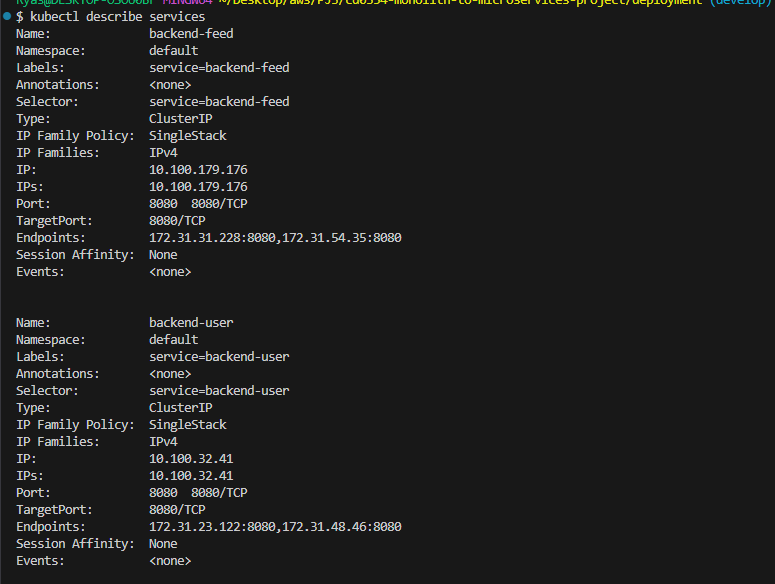 MINGW64 ~/Desktop/aws/PJ3/cd0354-monolith-to-microservices-project/deployment (develop)
$ kubectl describe services
Name:              backend-feed
Namespace:         default
Labels:            service=backend-feed
Annotations:       <none>
Selector:          service=backend-feed
Type:              ClusterIP
IP Family Policy:  SingleStack
IP Families:       IPv4
IP:                10.100.179.176
IPs:               10.100.179.176
Port:              8080  8080/TCP
TargetPort:        8080/TCP
Endpoints:         172.31.31.228:8080,172.31.54.35:8080
Session Affinity:  None
Events:            <none>
Name:              backend-user
Namespace:         default
Labels:            service=backend-user
Annotations:       <none>
Selector:          service=backend-user
Type:              ClusterIP
IP Family Policy:  SingleStack
IP Families:       IPv4
IP:                10.100.32.41
IPs:               10.100.32.41
Port:              8080  8080/TCP
TargetPort:        8080/TCP
Endpoints:         172.31.23.122:8080,172.31.48.46:8080
Session Affinity:  None
Events:            <none>